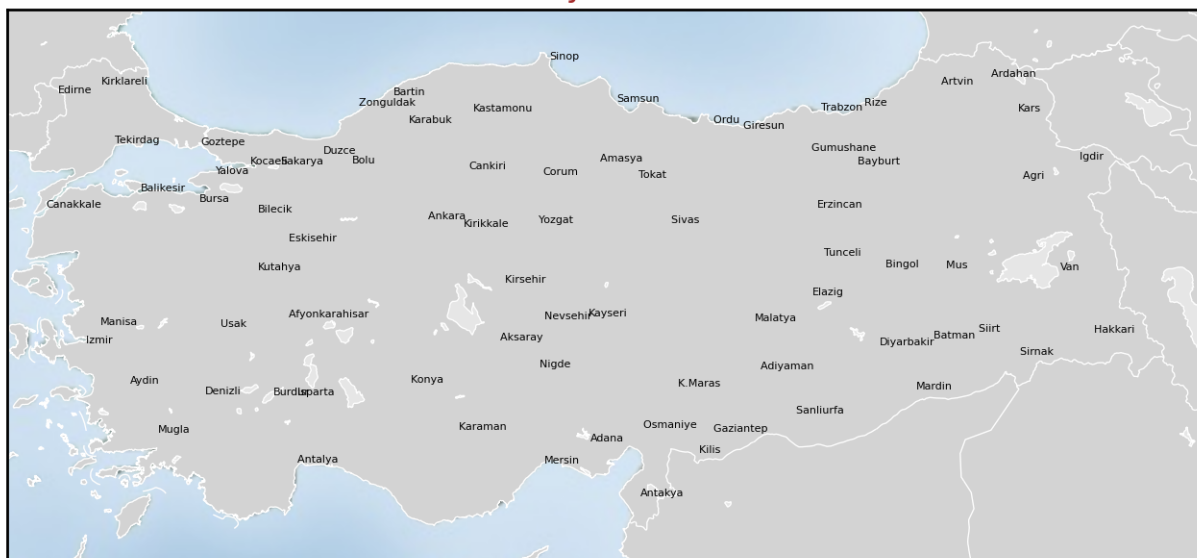 Sinop
Ardahan
Artvin
Kirklareli
Edirne
Bartin
Samsun
Zonguldak
Rize
Trabzon
Kastamonu
Kars
Karabuk
Ordu
Giresun
Tekirdag
Goztepe
Gumushane
Duzce
Igdir
Amasya
Bolu
Kocaeli
Sakarya
Bayburt
Cankiri
Yalova
Corum
Tokat
Agri
Balikesir
Bursa
Canakkale
Erzincan
Bilecik
Ankara
Yozgat
Sivas
Kirikkale
Eskisehir
Tunceli
Bingol
Mus
Kutahya
Van
Kirsehir
Elazig
Kayseri
Afyonkarahisar
Nevsehir
Malatya
Manisa
Usak
Siirt
Hakkari
Batman
Aksaray
Izmir
Diyarbakir
Sirnak
Nigde
Adiyaman
Konya
Aydin
K.Maras
Mardin
Denizli
Burdur
Isparta
Sanliurfa
Osmaniye
Karaman
Gaziantep
Mugla
Adana
Kilis
Antalya
Mersin
Antakya